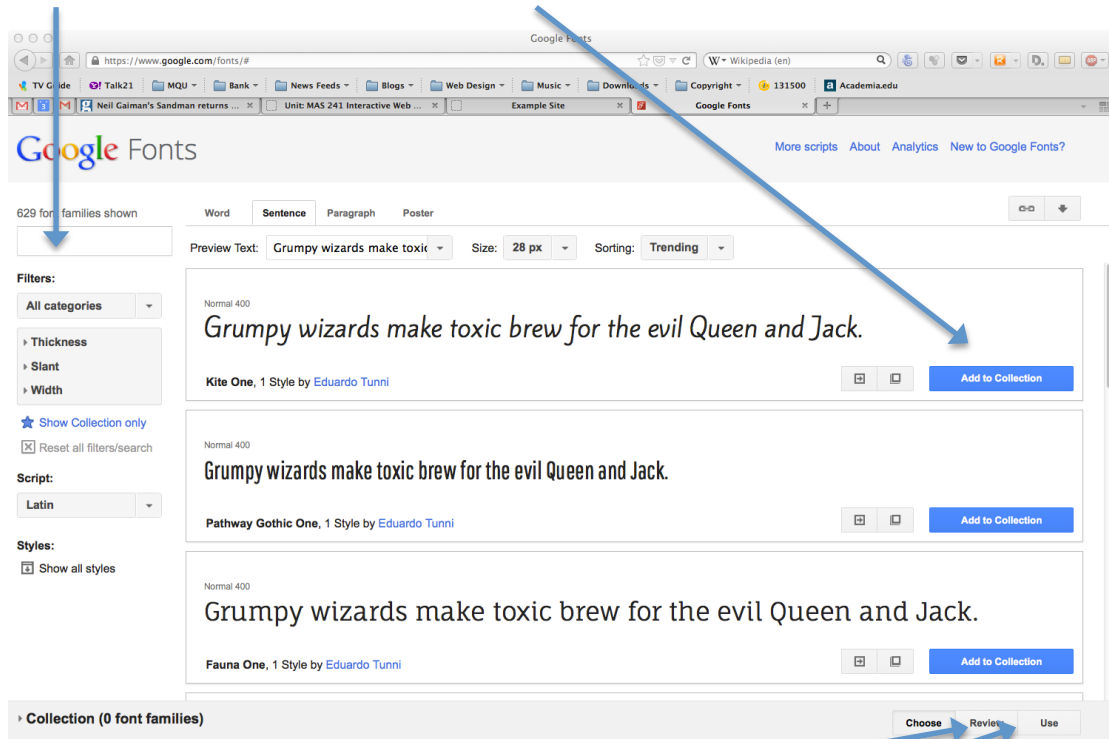 Google Fonts
https://www.google.com/fonts/#
W Wikipedia (en)
TV Guide Talk21 MQU Bank News Feeds Blogs Web Design Music Downloads Copyright 131500 Academia.edu
Neil Gaiman's Sandman returns ... Unit: MAS 241 Interactive Web ... Example Site Google Fonts
Google Fonts
More scripts About Analytics New to Google Fonts?
629 font families shown
Word Sentence Paragraph Poster
Preview Text: Grumpy wizards make toxic Size: 28 px Sorting: Trending
Filters:
All categories
Thickness
Slant
Width
Show Collection only
Reset all filters/search
Script:
Latin
Styles:
Show all styles
Normal 400
Grumpy wizards make toxic brew for the evil Queen and Jack.
Kite One, 1 Style by Eduardo Tunni
Add to Collection
Normal 400
Grumpy wizards make toxic brew for the evil Queen and Jack.
Pathway Gothic One, 1 Style by Eduardo Tunni
Add to Collection
Normal 400
Grumpy wizards make toxic brew for the evil Queen and Jack.
Fauna One, 1 Style by Eduardo Tunni
Add to Collection
Collection (0 font families)
Choose Review Use